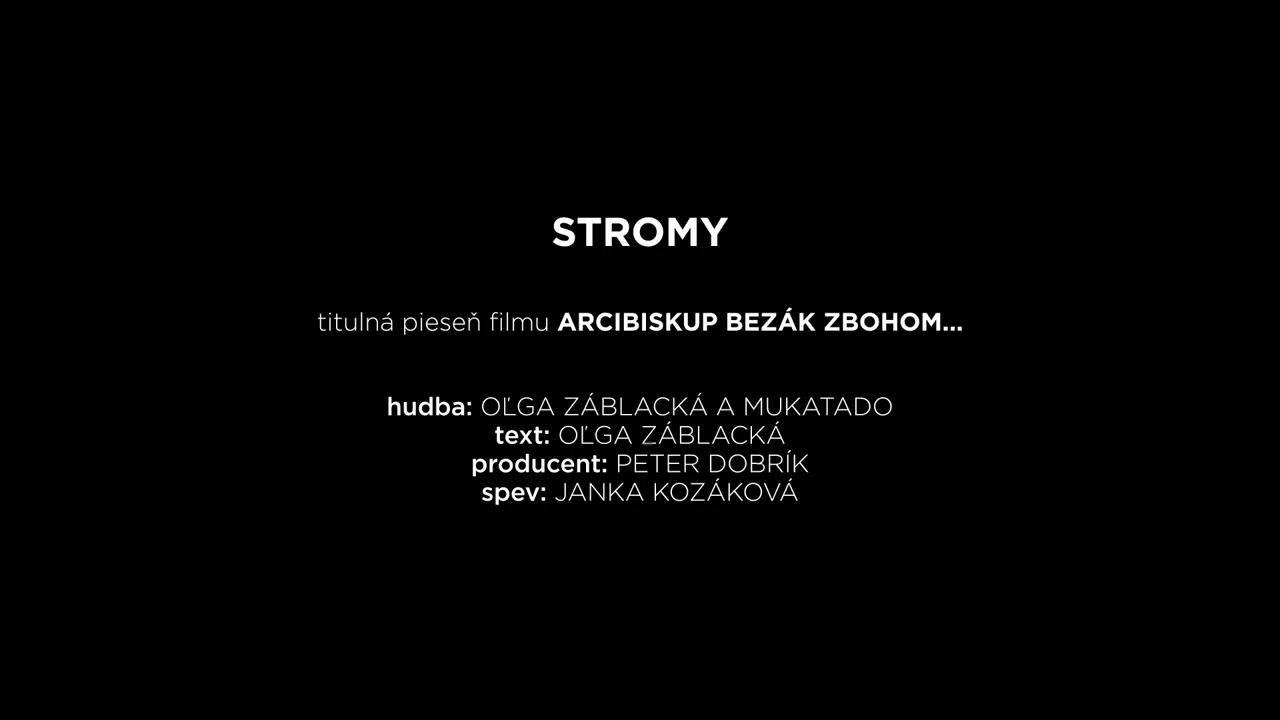 STROMY
titulná pieseň filmu ARCIBISKUP BEZÁK ZBOHOM...
hudba: OĽGA ZÁBLACKÁ A MUKATADO
text: OĽGA ZÁBLACKÁ
producent: PETER DOBRÍK
spev: JANKA KOZÁKOVÁ